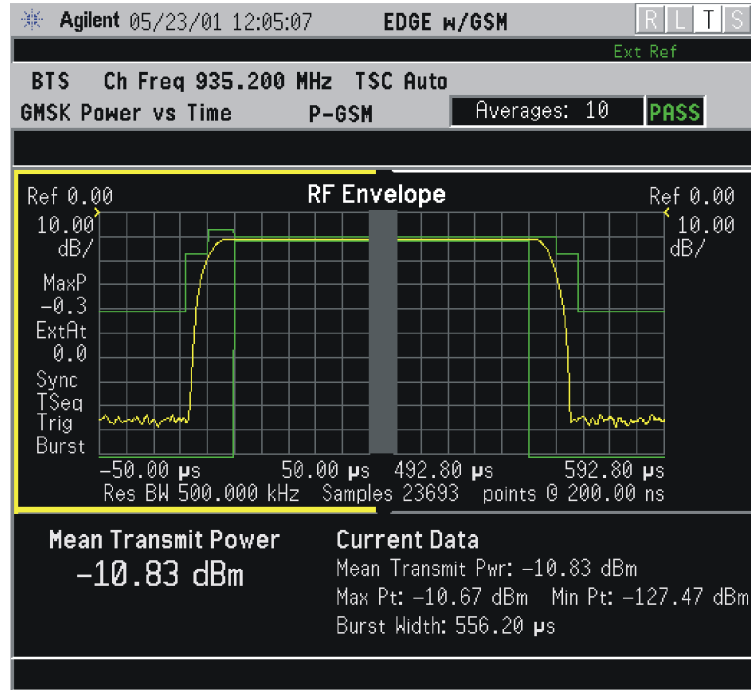 Agilent 05/23/01 12:05:07 EDGE w/GSM R L T S
Ext Ref
BTS Ch Freq 935.200 MHz TSC Auto
GMSK Power vs Time P-GSM Averages: 10 PASS
Ref 0.00 RF Envelope Ref 0.00
10.00 10.00
dB/ dB/
MaxP
-0.3
ExtAt
0.0
Sync
TSeq
Trig
Burst
-50.00 µs 50.00 µs 492.80 µs 592.80 µs
Res BW 500.000 kHz Samples 23693 points @ 200.00 ns
Mean Transmit Power Current Data
-10.83 dBm Mean Transmit Pwr: -10.83 dBm
Max Pt: -10.67 dBm Min Pt: -127.47 dBm
Burst Width: 556.20 µs